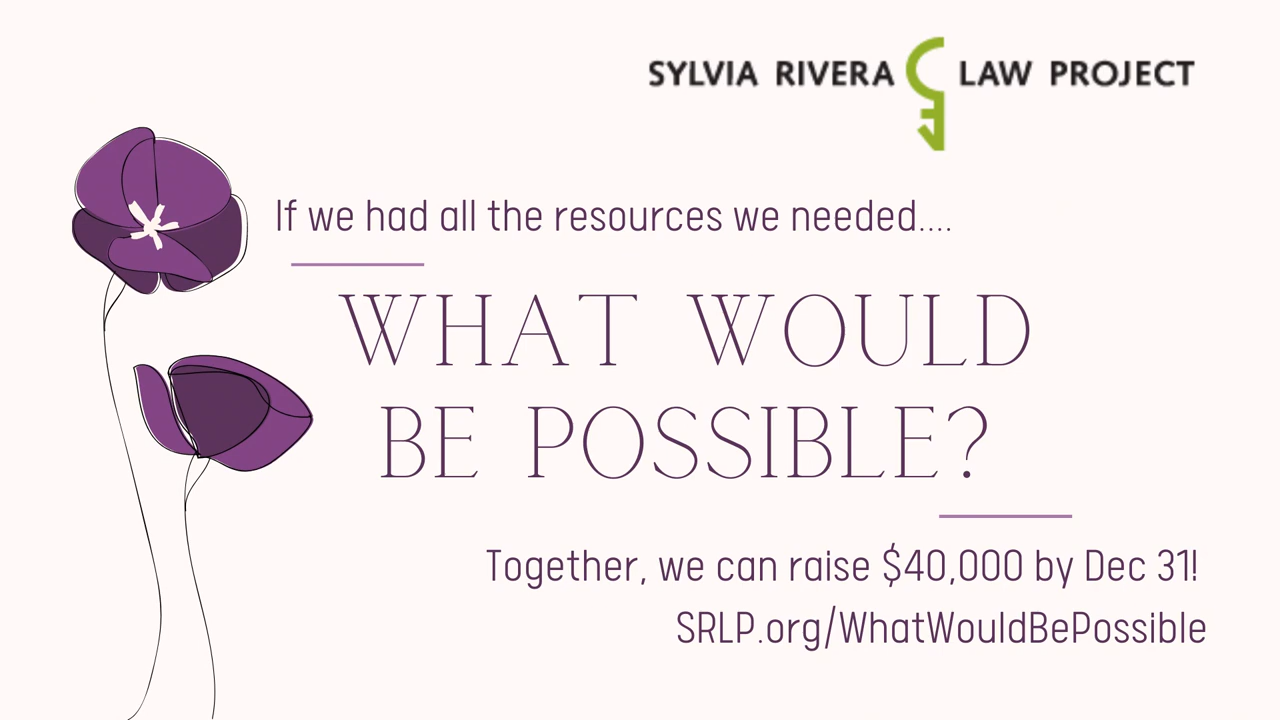 SYLVIA RIVERA LAW PROJECT
If we had all the resources we needed....
WHAT WOULD
BE POSSIBLE?
Together, we can raise $40,000 by Dec 31!
SRLP.org/WhatWouldBePossible